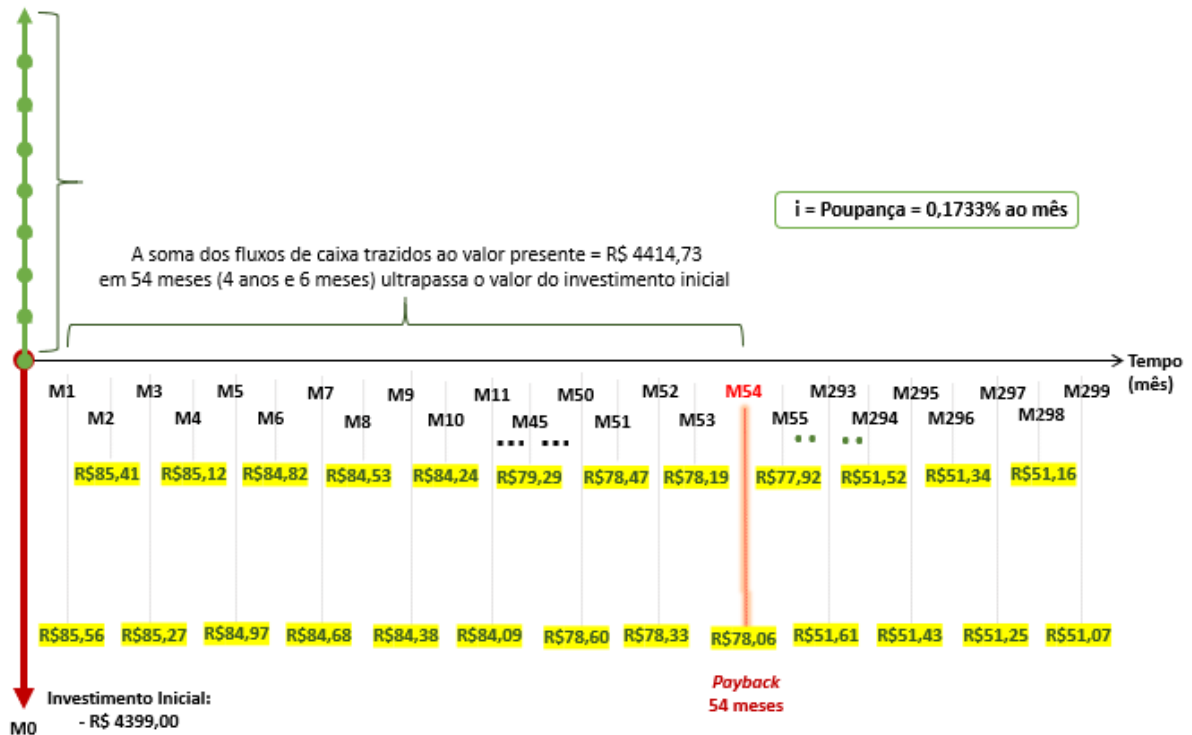 i = Poupança = 0,1733% ao mês
A soma dos fluxos de caixa trazidos ao valor presente = R$ 4414,73
em 54 meses (4 anos e 6 meses) ultrapassa o valor do investimento inicial
Tempo
(mês)
M1 M3 M5 M7 M9 M11 M50 M52 M54 M293 M295 M297 M299
M2 M4 M6 M8 M10 M45 M51 M53 M55 M294 M296 M298
... ... .. ..
R$85,41 R$85,12 R$84,82 R$84,53 R$84,24 R$79,29 R$78,47 R$78,19 R$77,92 R$51,52 R$51,34 R$51,16
R$85,56 R$85,27 R$84,97 R$84,68 R$84,38 R$84,09 R$78,60 R$78,33 R$78,06 R$51,61 R$51,43 R$51,25 R$51,07
Payback
54 meses
Investimento Inicial:
- R$ 4399,00
M0